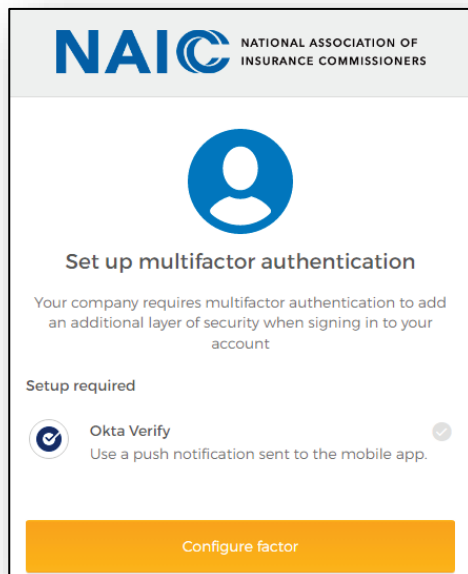 NAIC NATIONAL ASSOCIATION OF
INSURANCE COMMISSIONERS
Set up multifactor authentication
Your company requires multifactor authentication to add
an additional layer of security when signing in to your
account
Setup required
Okta Verify
Use a push notification sent to the mobile app.
Configure factor